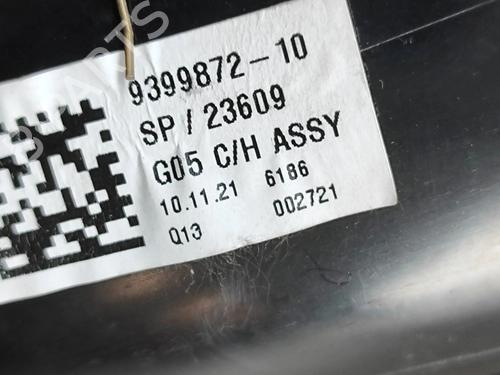 9399872-10
SP/23609
G05 C/H ASSY
10.11.21 6186
Q13 002721